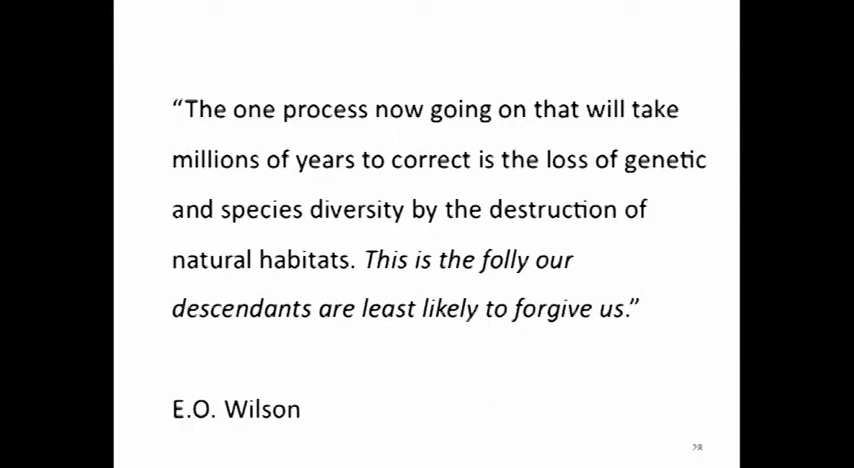 “The one process now going on that will take
millions of years to correct is the loss of genetic
and species diversity by the destruction of
natural habitats. This is the folly our
descendants are least likely to forgive us.”
E.O. Wilson
28